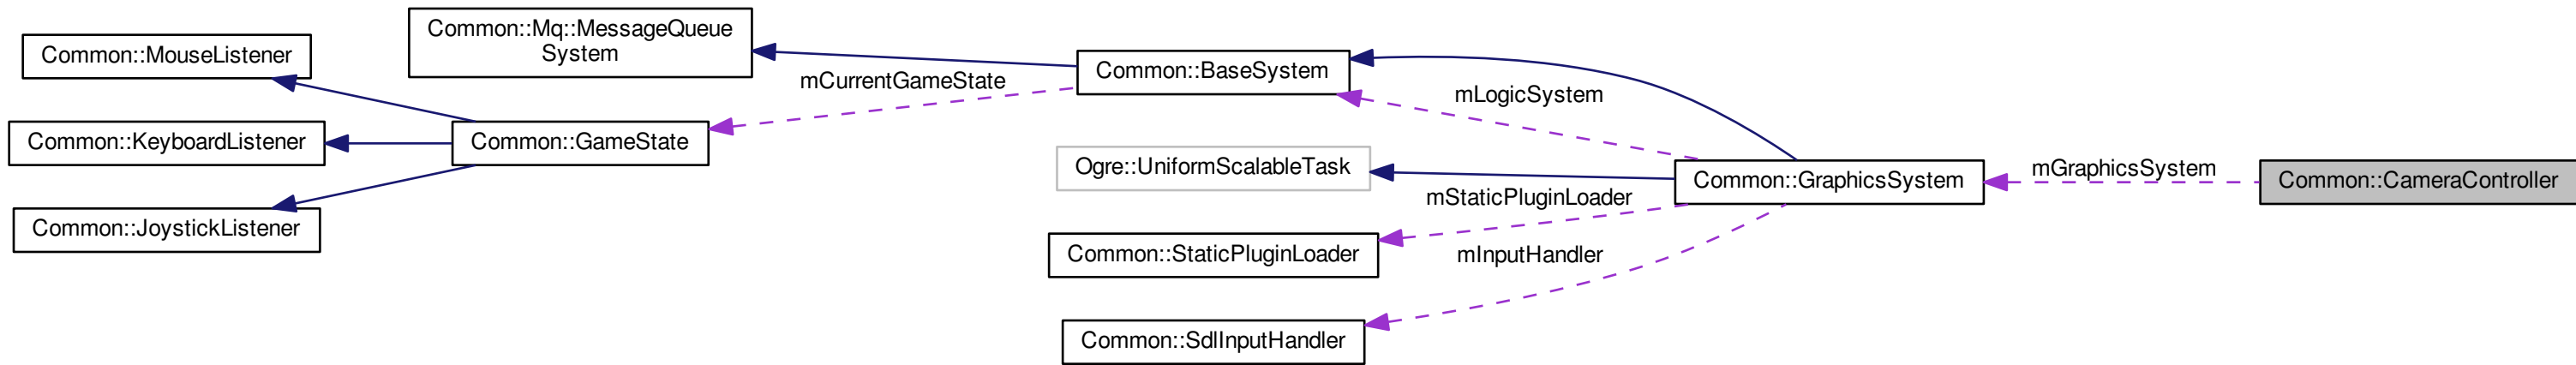 Common::MouseListener
Common::KeyboardListener
Common::JoystickListener
Common::Mq::MessageQueue
System
mCurrentGameState
Common::GameState
Common::BaseSystem
Ogre::UniformScalableTask
Common::StaticPluginLoader
Common::SdlInputHandler
mLogicSystem
mStaticPluginLoader
mInputHandler
Common::GraphicsSystem
mGraphicsSystem
Common::CameraController